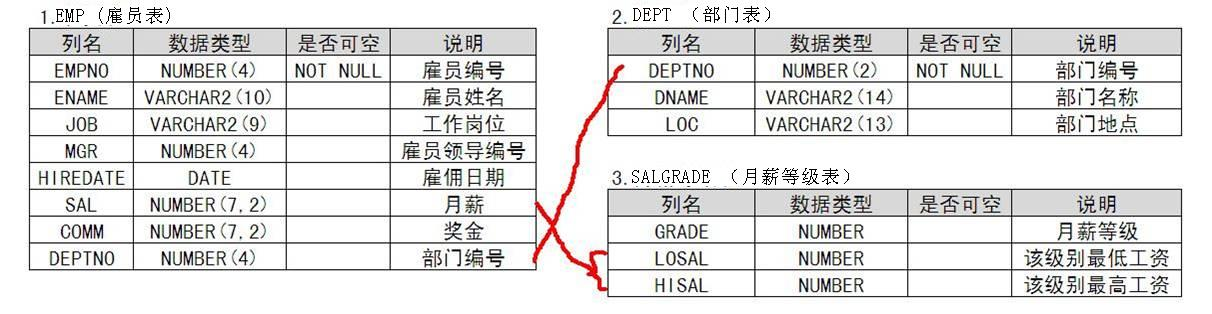 1.EMP (雇员表)
列名 数据类型 是否可空 说明
EMPNO NUMBER(4) NOT NULL 雇员编号
ENAME VARCHAR2(10) 雇员姓名
JOB VARCHAR2(9) 工作岗位
MGR NUMBER(4) 雇员领导编号
HIREDATE DATE 雇佣日期
SAL NUMBER(7,2) 月薪
COMM NUMBER(7,2) 奖金
DEPTNO NUMBER(4) 部门编号
2.DEPT (部门表)
列名 数据类型 是否可空 说明
DEPTNO NUMBER(2) NOT NULL 部门编号
DNAME VARCHAR2(14) 部门名称
LOC VARCHAR2(13) 部门地点
3.SALGRADE (月薪等级表)
列名 数据类型 是否可空 说明
GRADE NUMBER 月薪等级
LOSAL NUMBER 该级别最低工资
HISAL NUMBER 该级别最高工资